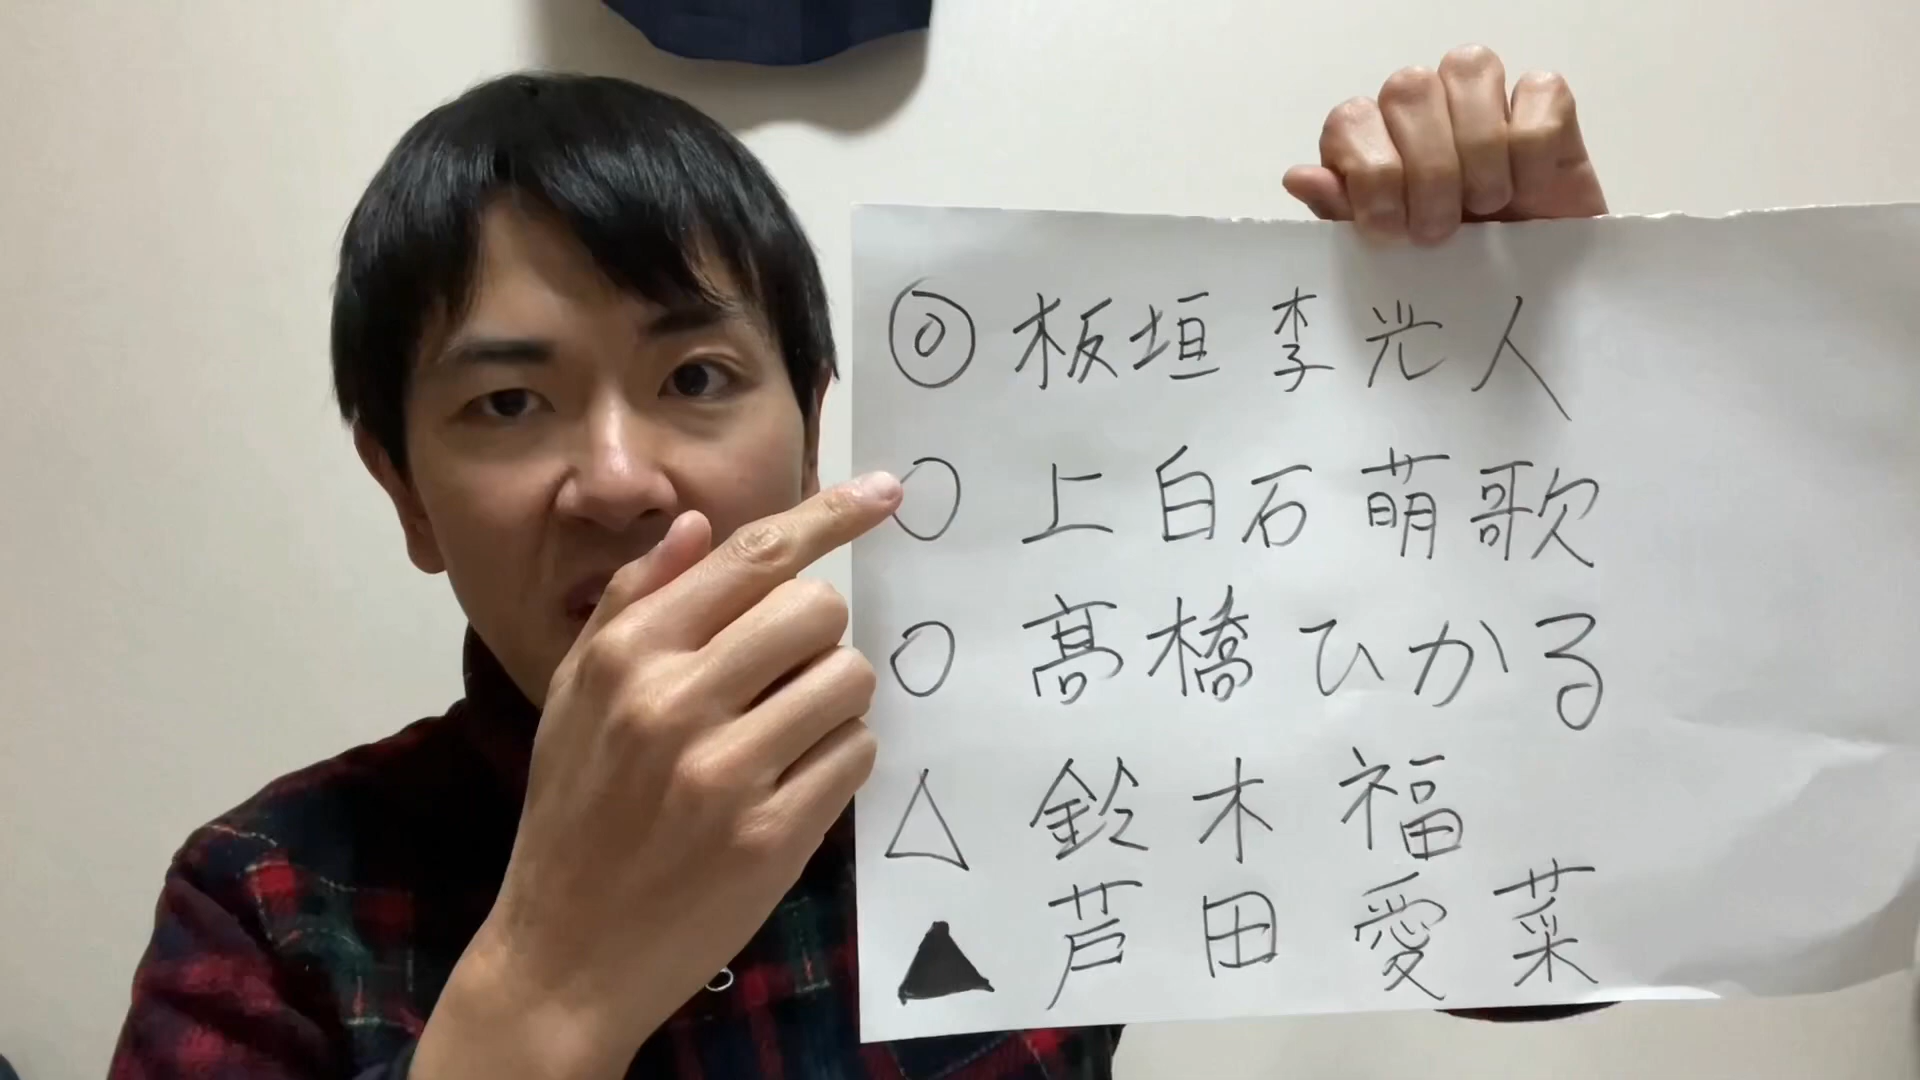 ◎ 板垣 李光人
○ 上白石 萌歌
○ 髙橋 ひかる
△ 鈴木 福
▲ 芦田 愛菜